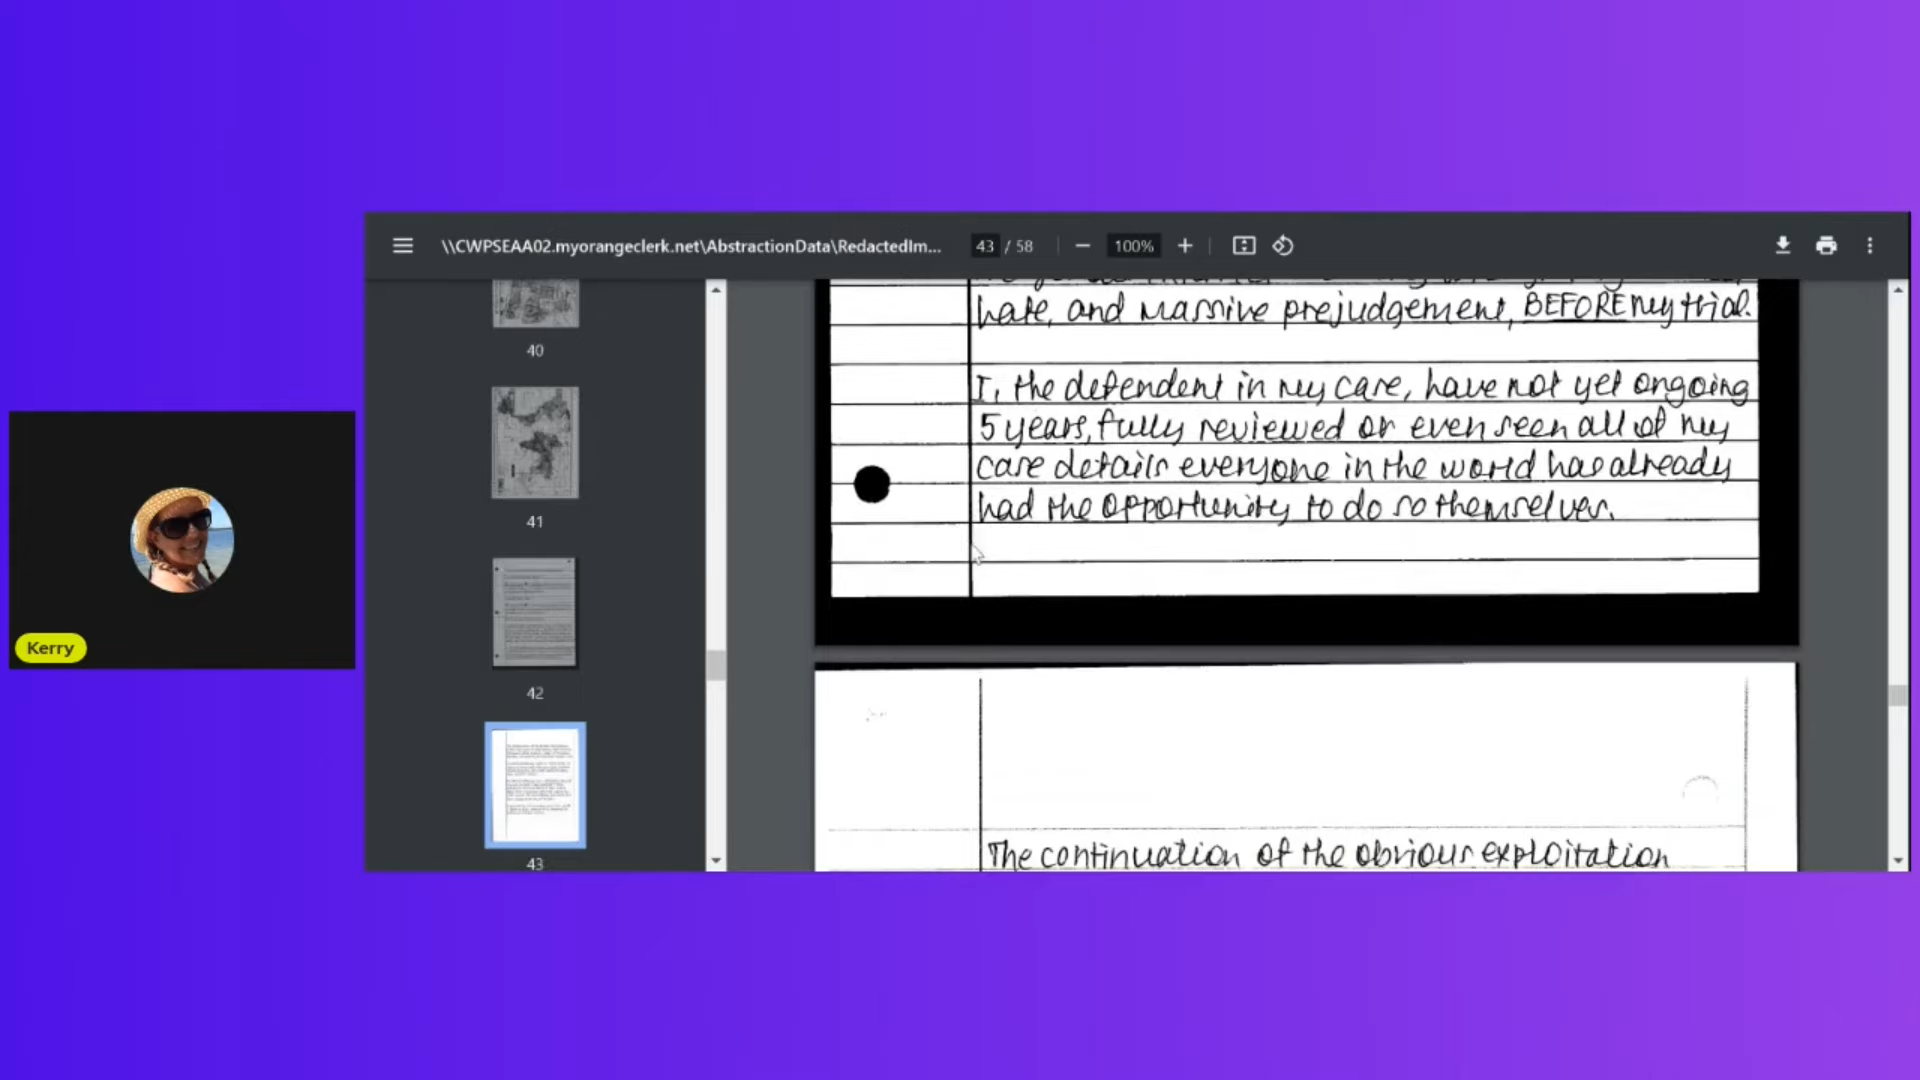 \\CWPSEAA02.myorangeclerk.net\AbstractionData\RedactedIm...
43 / 58
100%
40
41
42
43
Kerry
hate, and massive prejudgement, BEFORE my trial.
I, the defendent in my care, have not yet ongoing
5 years, fully reviewed or even seen all of my
case details everyone in the world has already
had the opportunity to do so themselves.
The continuation of the obvious exploitation